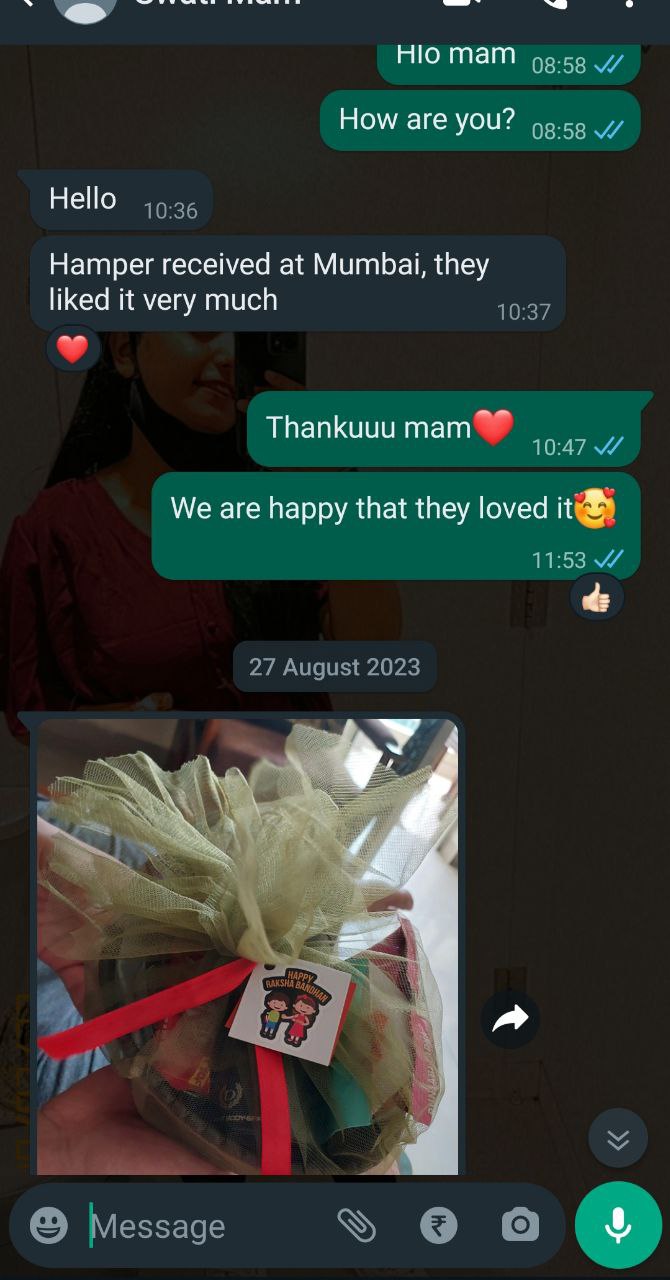 Swati Mam
Hlo mam
08:58
How are you?
08:58
Hello
10:36
Hamper received at Mumbai, they
liked it very much
10:37
Thankuuu mam❤️
10:47
We are happy that they loved it🥰
11:53
27 August 2023
HAPPY
RAKSHA BANDHAN
Message